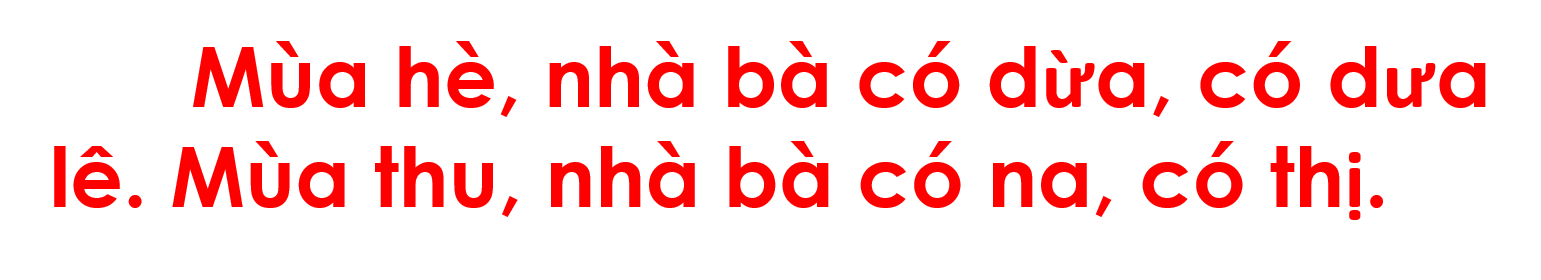 Mùa hè, nhà bà có dừa, có dưa
lê. Mùa thu, nhà bà có na, có thị.